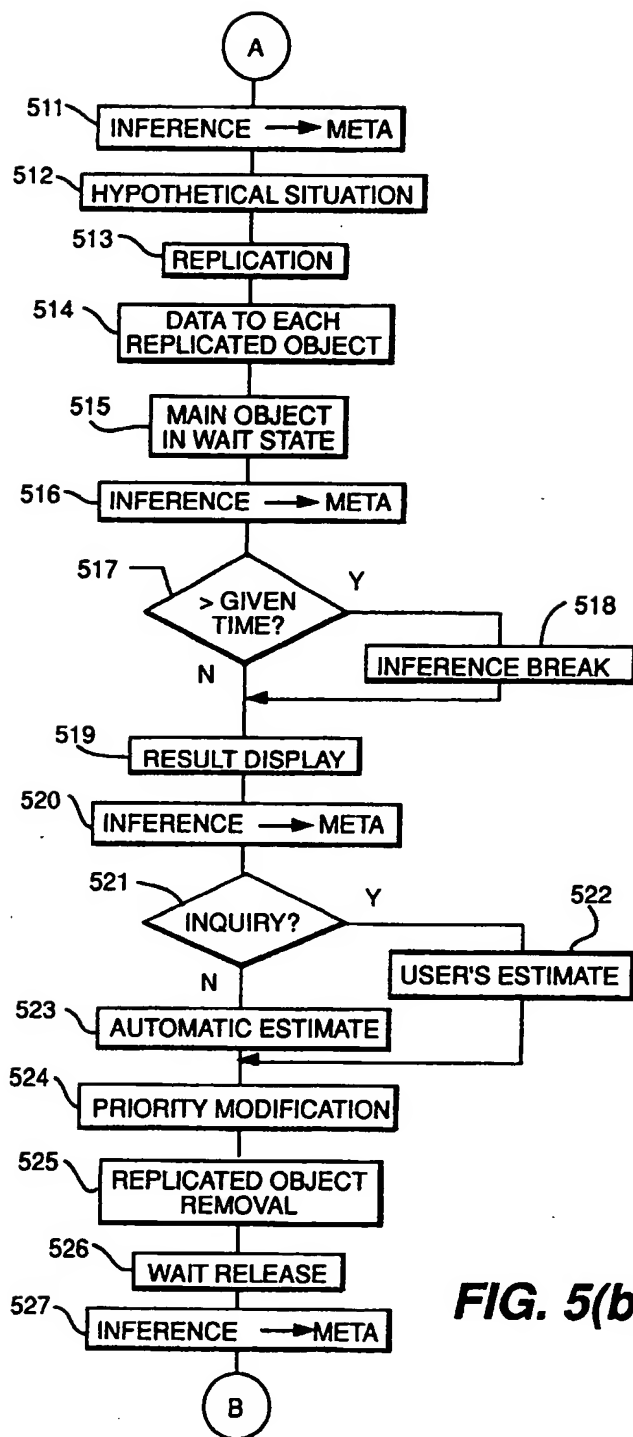 A
511
INFERENCE → META
512
HYPOTHETICAL SITUATION
513
REPLICATION
514
DATA TO EACH
REPLICATED OBJECT
515
MAIN OBJECT
IN WAIT STATE
516
INFERENCE → META
517
> GIVEN
TIME?
Y
N
518
INFERENCE BREAK
519
RESULT DISPLAY
520
INFERENCE → META
521
INQUIRY?
Y
N
522
USER'S ESTIMATE
523
AUTOMATIC ESTIMATE
524
PRIORITY MODIFICATION
525
REPLICATED OBJECT
REMOVAL
526
WAIT RELEASE
527
INFERENCE → META
B
FIG. 5(b